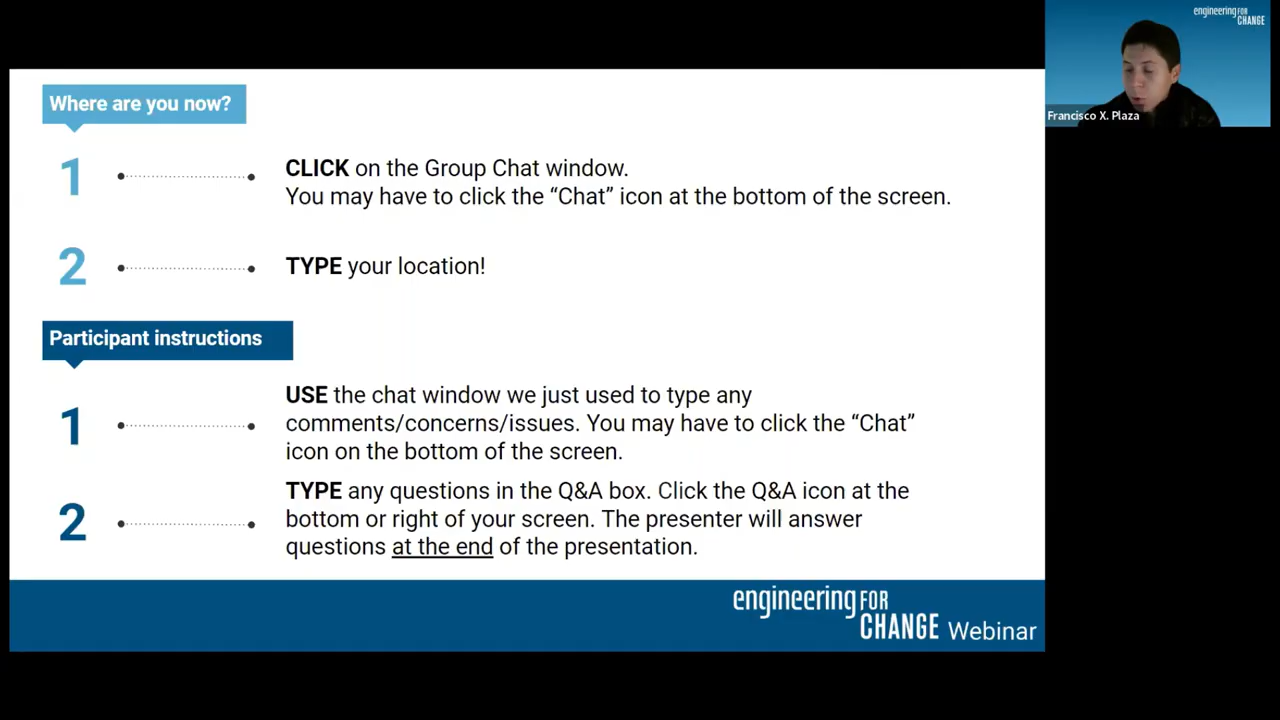 Where are you now?
1
CLICK on the Group Chat window.
You may have to click the “Chat” icon at the bottom of the screen.
2
TYPE your location!
Participant instructions
1
USE the chat window we just used to type any
comments/concerns/issues. You may have to click the “Chat”
icon on the bottom of the screen.
2
TYPE any questions in the Q&A box. Click the Q&A icon at the
bottom or right of your screen. The presenter will answer
questions at the end of the presentation.
engineering FOR
CHANGE Webinar
engineering FOR
CHANGE
Francisco X. Plaza